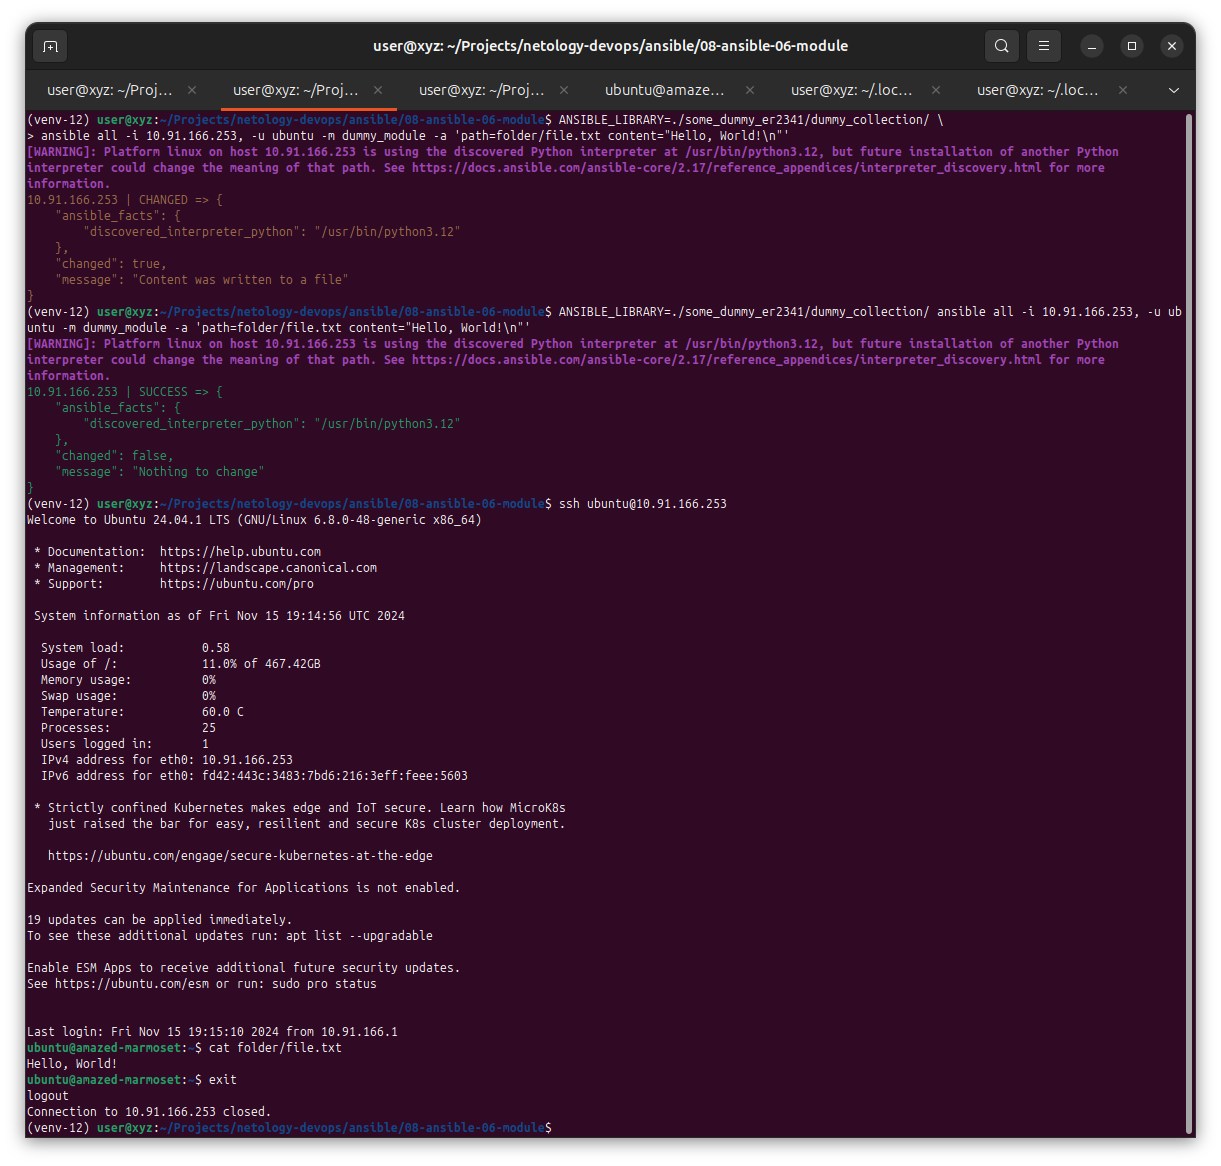 user@xyz: ~/Projects/netology-devops/ansible/08-ansible-06-module
user@xyz: ~/Proj... user@xyz: ~/Proj... user@xyz: ~/Proj... ubuntu@amaze... user@xyz: ~/.loc... user@xyz: ~/.loc...
(venv-12) user@xyz:~/Projects/netology-devops/ansible/08-ansible-06-module$ ANSIBLE_LIBRARY=./some_dummy_er2341/dummy_collection/ \
> ansible all -i 10.91.166.253, -u ubuntu -m dummy_module -a 'path=folder/file.txt content="Hello, World!\n"'
[WARNING]: Platform linux on host 10.91.166.253 is using the discovered Python interpreter at /usr/bin/python3.12, but future installation of another Python
interpreter could change the meaning of that path. See https://docs.ansible.com/ansible-core/2.17/reference_appendices/interpreter_discovery.html for more
information.
10.91.166.253 | CHANGED => {
    "ansible_facts": {
        "discovered_interpreter_python": "/usr/bin/python3.12"
    },
    "changed": true,
    "message": "Content was written to a file"
}
(venv-12) user@xyz:~/Projects/netology-devops/ansible/08-ansible-06-module$ ANSIBLE_LIBRARY=./some_dummy_er2341/dummy_collection/ ansible all -i 10.91.166.253, -u ub
untu -m dummy_module -a 'path=folder/file.txt content="Hello, World!\n"'
[WARNING]: Platform linux on host 10.91.166.253 is using the discovered Python interpreter at /usr/bin/python3.12, but future installation of another Python
interpreter could change the meaning of that path. See https://docs.ansible.com/ansible-core/2.17/reference_appendices/interpreter_discovery.html for more
information.
10.91.166.253 | SUCCESS => {
    "ansible_facts": {
        "discovered_interpreter_python": "/usr/bin/python3.12"
    },
    "changed": false,
    "message": "Nothing to change"
}
(venv-12) user@xyz:~/Projects/netology-devops/ansible/08-ansible-06-module$ ssh ubuntu@10.91.166.253
Welcome to Ubuntu 24.04.1 LTS (GNU/Linux 6.8.0-48-generic x86_64)
 * Documentation:  https://help.ubuntu.com
 * Management:     https://landscape.canonical.com
 * Support:        https://ubuntu.com/pro
 System information as of Fri Nov 15 19:14:56 UTC 2024
  System load:           0.58
  Usage of /:            11.0% of 467.42GB
  Memory usage:          0%
  Swap usage:            0%
  Temperature:           60.0 C
  Processes:             25
  Users logged in:       1
  IPv4 address for eth0: 10.91.166.253
  IPv6 address for eth0: fd42:443c:3483:7bd6:216:3eff:feee:5603
 * Strictly confined Kubernetes makes edge and IoT secure. Learn how MicroK8s
   just raised the bar for easy, resilient and secure K8s cluster deployment.
   https://ubuntu.com/engage/secure-kubernetes-at-the-edge
Expanded Security Maintenance for Applications is not enabled.
19 updates can be applied immediately.
To see these additional updates run: apt list --upgradable
Enable ESM Apps to receive additional future security updates.
See https://ubuntu.com/esm or run: sudo pro status
Last login: Fri Nov 15 19:15:10 2024 from 10.91.166.1
ubuntu@amazed-marmoset:~$ cat folder/file.txt
Hello, World!
ubuntu@amazed-marmoset:~$ exit
logout
Connection to 10.91.166.253 closed.
(venv-12) user@xyz:~/Projects/netology-devops/ansible/08-ansible-06-module$